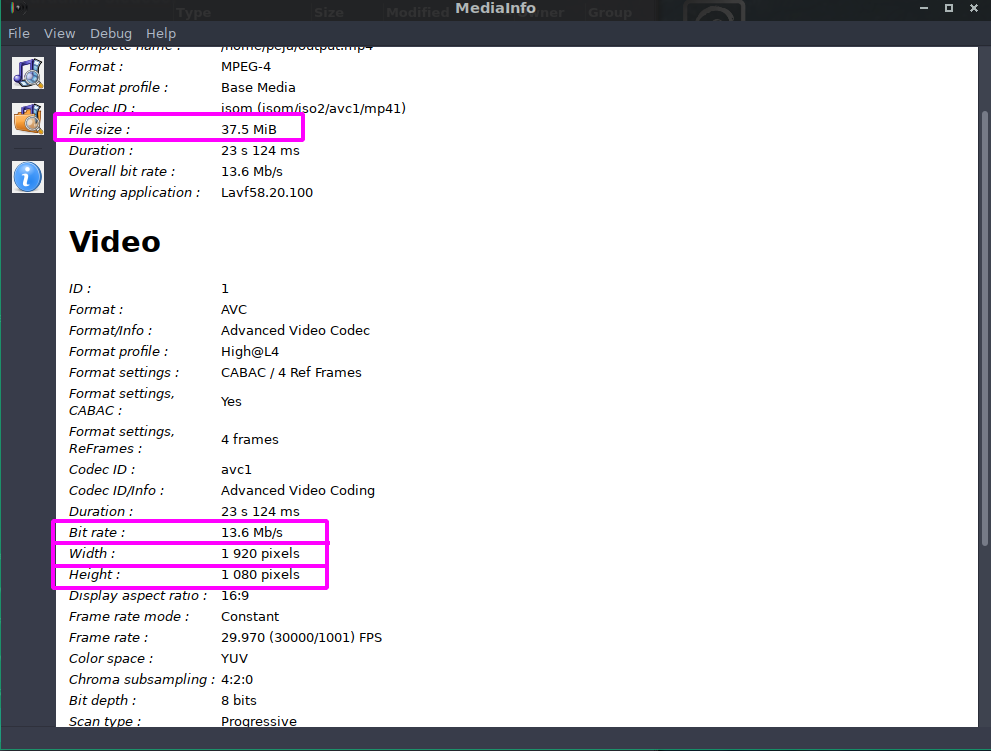 MediaInfo
Type Size Modified Owner Group
File View Debug Help
Complete name : /home/peja/output.mp4
Format : MPEG-4
Format profile : Base Media
Codec ID : isom (isom/iso2/avc1/mp41)
File size : 37.5 MiB
Duration : 23 s 124 ms
Overall bit rate : 13.6 Mb/s
Writing application : Lavf58.20.100
Video
ID : 1
Format : AVC
Format/Info : Advanced Video Codec
Format profile : High@L4
Format settings : CABAC / 4 Ref Frames
Format settings,
CABAC : Yes
Format settings,
ReFrames : 4 frames
Codec ID : avc1
Codec ID/Info : Advanced Video Coding
Duration : 23 s 124 ms
Bit rate : 13.6 Mb/s
Width : 1 920 pixels
Height : 1 080 pixels
Display aspect ratio : 16:9
Frame rate mode : Constant
Frame rate : 29.970 (30000/1001) FPS
Color space : YUV
Chroma subsampling : 4:2:0
Bit depth : 8 bits
Scan type : Progressive